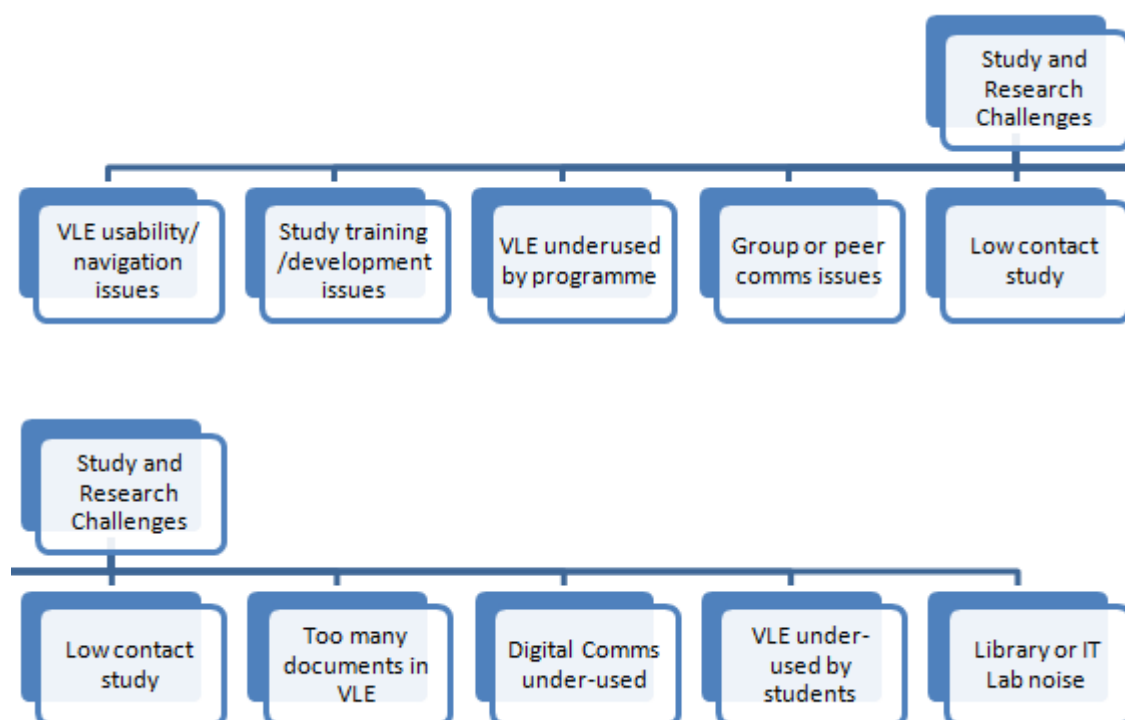 Study and
Research
Challenges
VLE usability/
navigation
issues
Study training
/development
issues
VLE underused
by programme
Group or peer
comms issues
Low contact
study
Study and
Research
Challenges
Low contact
study
Too many
documents in
VLE
Digital Comms
under-used
VLE under-
used by
students
Library or IT
Lab noise